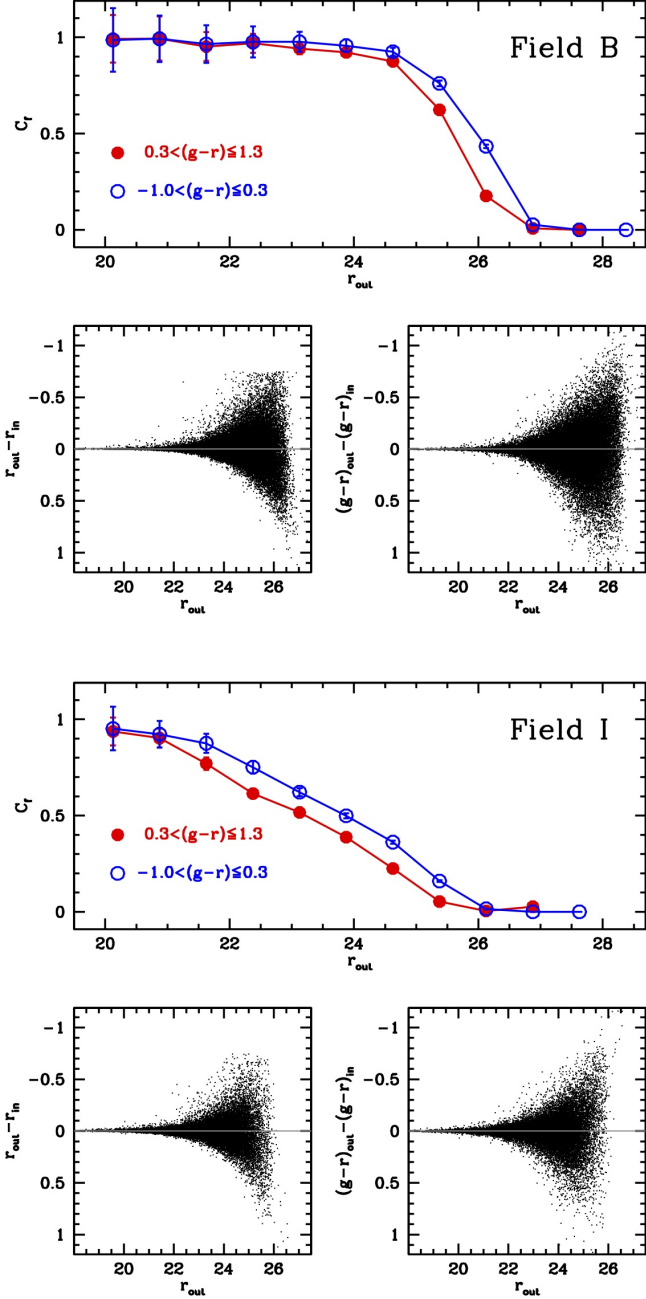 1
Field B
C_f
0.5
0.3<(g−r)≦1.3
−1.0<(g−r)≦0.3
0
20 22 24 26 28
r_out
−1 −1
−0.5 −0.5
r_out−r_in (g−r)_out−(g−r)_in
0 0
0.5 0.5
1 1
20 22 24 26 20 22 24 26
r_out r_out
1
Field I
C_f
0.5
0.3<(g−r)≦1.3
−1.0<(g−r)≦0.3
0
20 22 24 26 28
r_out
−1 −1
−0.5 −0.5
r_out−r_in (g−r)_out−(g−r)_in
0 0
0.5 0.5
1 1
20 22 24 26 20 22 24 26
r_out r_out